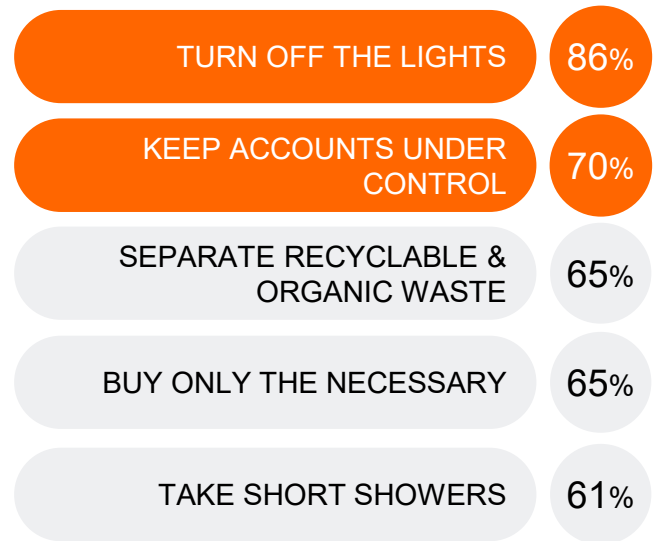 TURN OFF THE LIGHTS 86%
KEEP ACCOUNTS UNDER
CONTROL 70%
SEPARATE RECYCLABLE &
ORGANIC WASTE 65%
BUY ONLY THE NECESSARY 65%
TAKE SHORT SHOWERS 61%